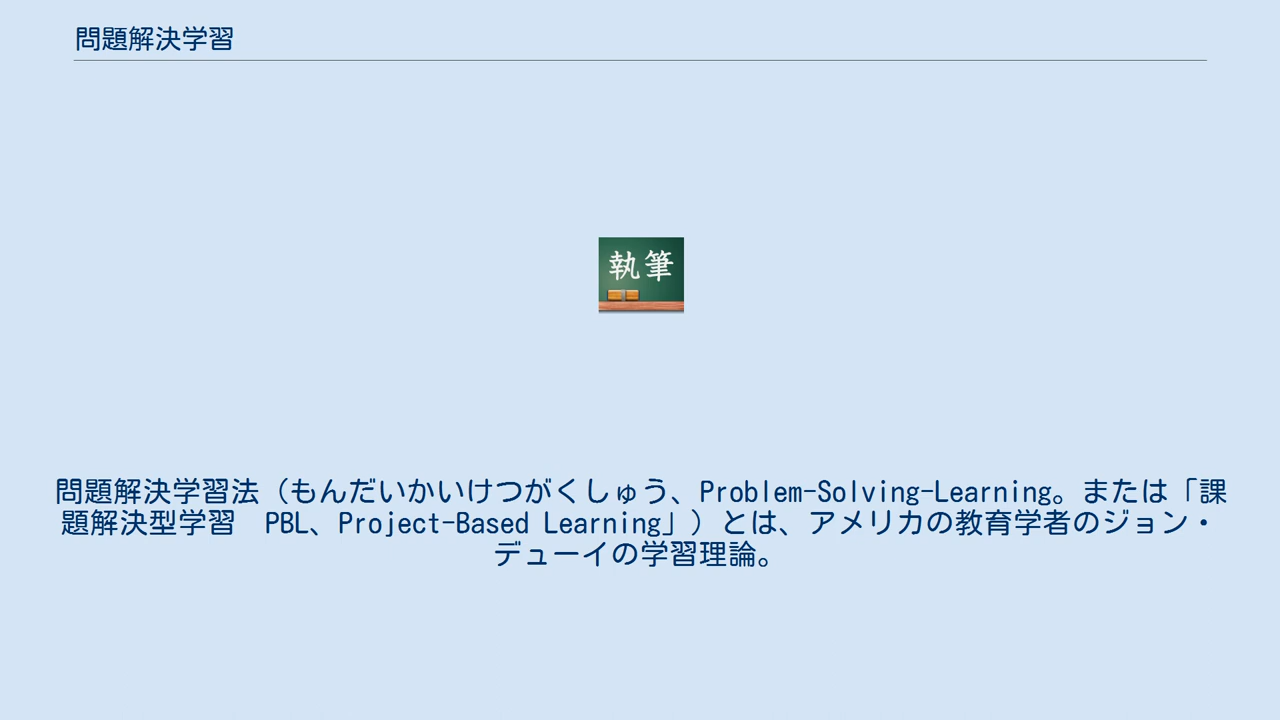 問題解決学習
執筆
問題解決学習法（もんだいかいけつがくしゅう、Problem-Solving-Learning。または「課
題解決型学習　PBL、Project-Based Learning」）とは、アメリカの教育学者のジョン・
デューイの学習理論。